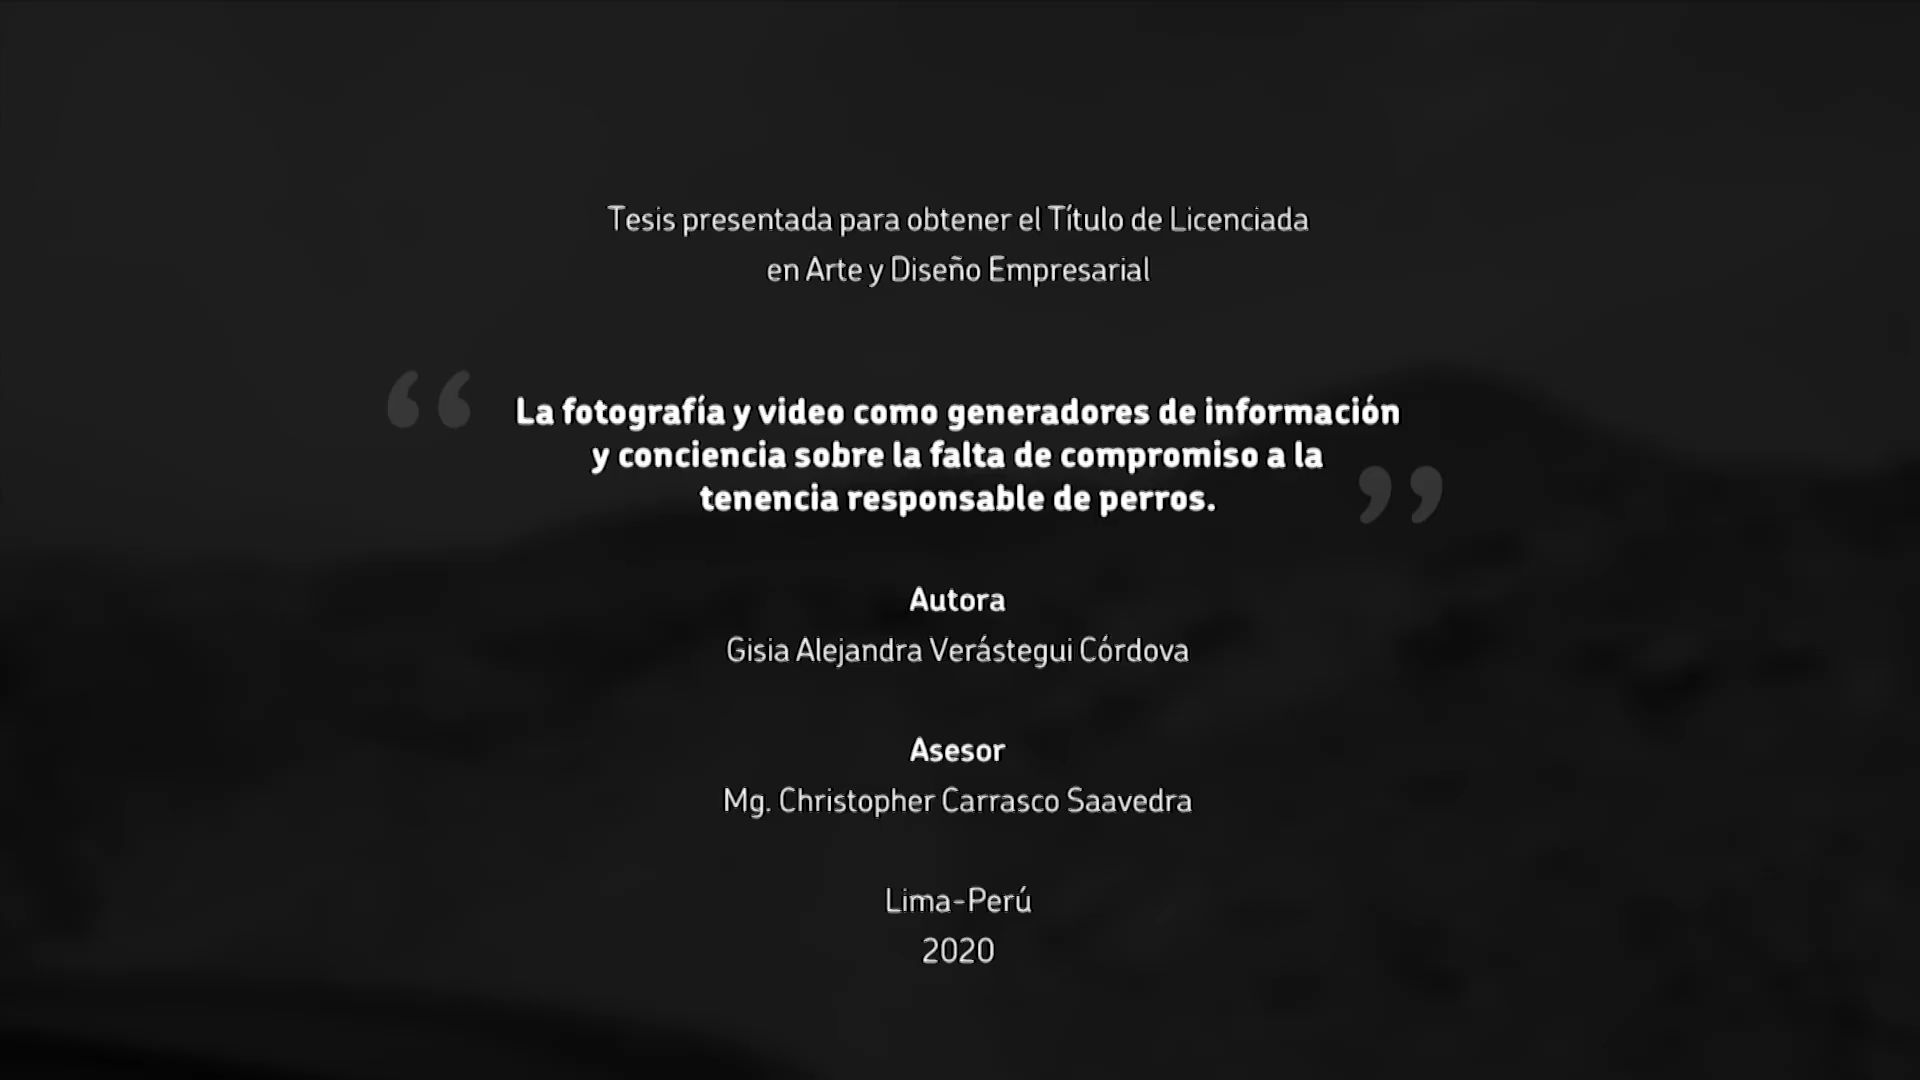 Tesis presentada para obtener el Título de Licenciada
en Arte y Diseño Empresarial
“ La fotografía y video como generadores de información
y conciencia sobre la falta de compromiso a la
tenencia responsable de perros. ”
Autora
Gisia Alejandra Verástegui Córdova
Asesor
Mg. Christopher Carrasco Saavedra
Lima-Perú
2020